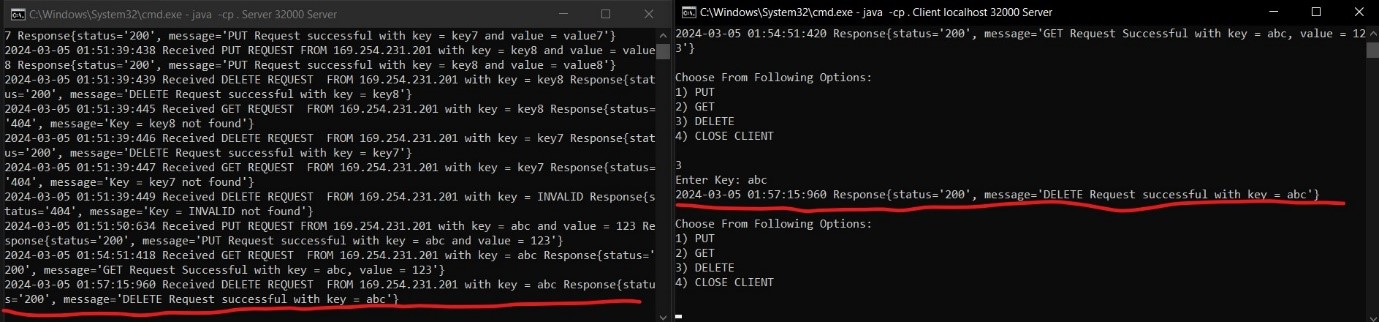 C:\Windows\System32\cmd.exe - java -cp . Server 32000 Server
7 Response{status='200', message='PUT Request successful with key = key7 and value = value7'}
2024-03-05 01:51:39:438 Received PUT REQUEST FROM 169.254.231.201 with key = key8 and value = value
8 Response{status='200', message='PUT Request successful with key = key8 and value = value8'}
2024-03-05 01:51:39:439 Received DELETE REQUEST  FROM 169.254.231.201 with key = key8 Response{stat
us='200', message='DELETE Request successful with key = key8'}
2024-03-05 01:51:39:445 Received GET REQUEST  FROM 169.254.231.201 with key = key8 Response{status=
'404', message='Key = key8 not found'}
2024-03-05 01:51:39:446 Received DELETE REQUEST  FROM 169.254.231.201 with key = key7 Response{stat
us='200', message='DELETE Request successful with key = key7'}
2024-03-05 01:51:39:447 Received GET REQUEST  FROM 169.254.231.201 with key = key7 Response{status=
'404', message='Key = key7 not found'}
2024-03-05 01:51:39:449 Received DELETE REQUEST  FROM 169.254.231.201 with key = INVALID Response{s
tatus='404', message='Key = INVALID not found'}
2024-03-05 01:51:50:634 Received PUT REQUEST FROM 169.254.231.201 with key = abc and value = 123 Re
sponse{status='200', message='PUT Request successful with key = abc and value = 123'}
2024-03-05 01:54:51:418 Received GET REQUEST  FROM 169.254.231.201 with key = abc Response{status='
200', message='GET Request Successful with key = abc, value = 123'}
2024-03-05 01:57:15:960 Received DELETE REQUEST  FROM 169.254.231.201 with key = abc Response{statu
s='200', message='DELETE Request successful with key = abc'}
C:\Windows\System32\cmd.exe - java -cp . Client localhost 32000 Server
2024-03-05 01:54:51:420 Response{status='200', message='GET Request Successful with key = abc, value = 12
3'}
Choose From Following Options:
1) PUT
2) GET
3) DELETE
4) CLOSE CLIENT
3
Enter Key: abc
2024-03-05 01:57:15:960 Response{status='200', message='DELETE Request successful with key = abc'}
Choose From Following Options:
1) PUT
2) GET
3) DELETE
4) CLOSE CLIENT